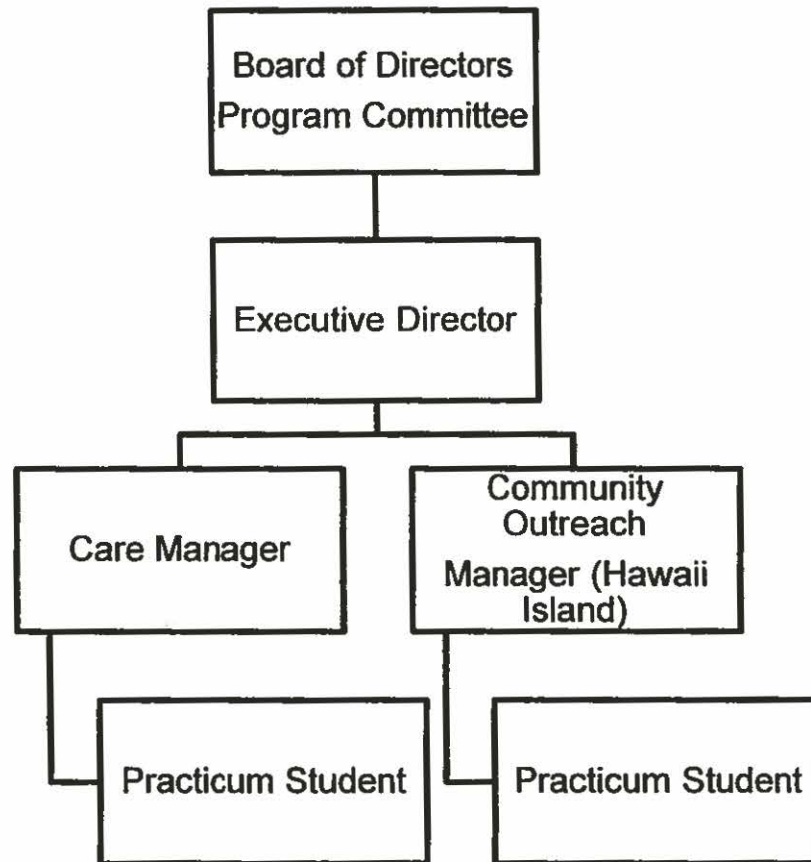 Board of Directors
Program Committee
Executive Director
Care Manager
Community
Outreach
Manager (Hawaii
Island)
Practicum Student
Practicum Student